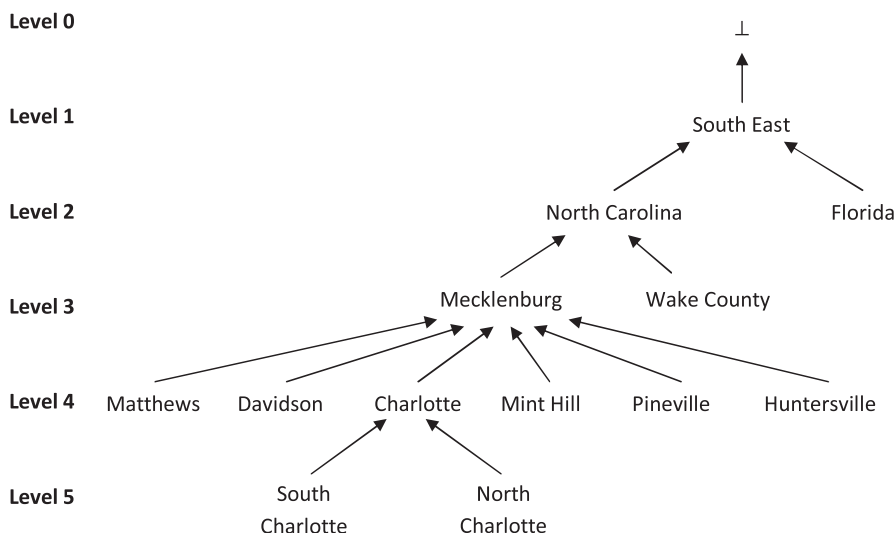 Level 0
⊥
Level 1
South East
Level 2
North Carolina
Florida
Level 3
Mecklenburg
Wake County
Level 4
Matthews
Davidson
Charlotte
Mint Hill
Pineville
Huntersville
Level 5
South
Charlotte
North
Charlotte